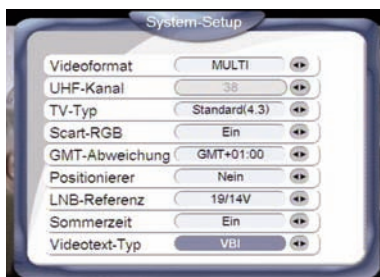 System-Setup
Videoformat MULTI
UHF-Kanal 38
TV-Typ Standard(4.3)
Scart-RGB Ein
GMT-Abweichung GMT+01:00
Positionierer Nein
LNB-Referenz 19/14V
Sommerzeit Ein
Videotext-Typ VBI